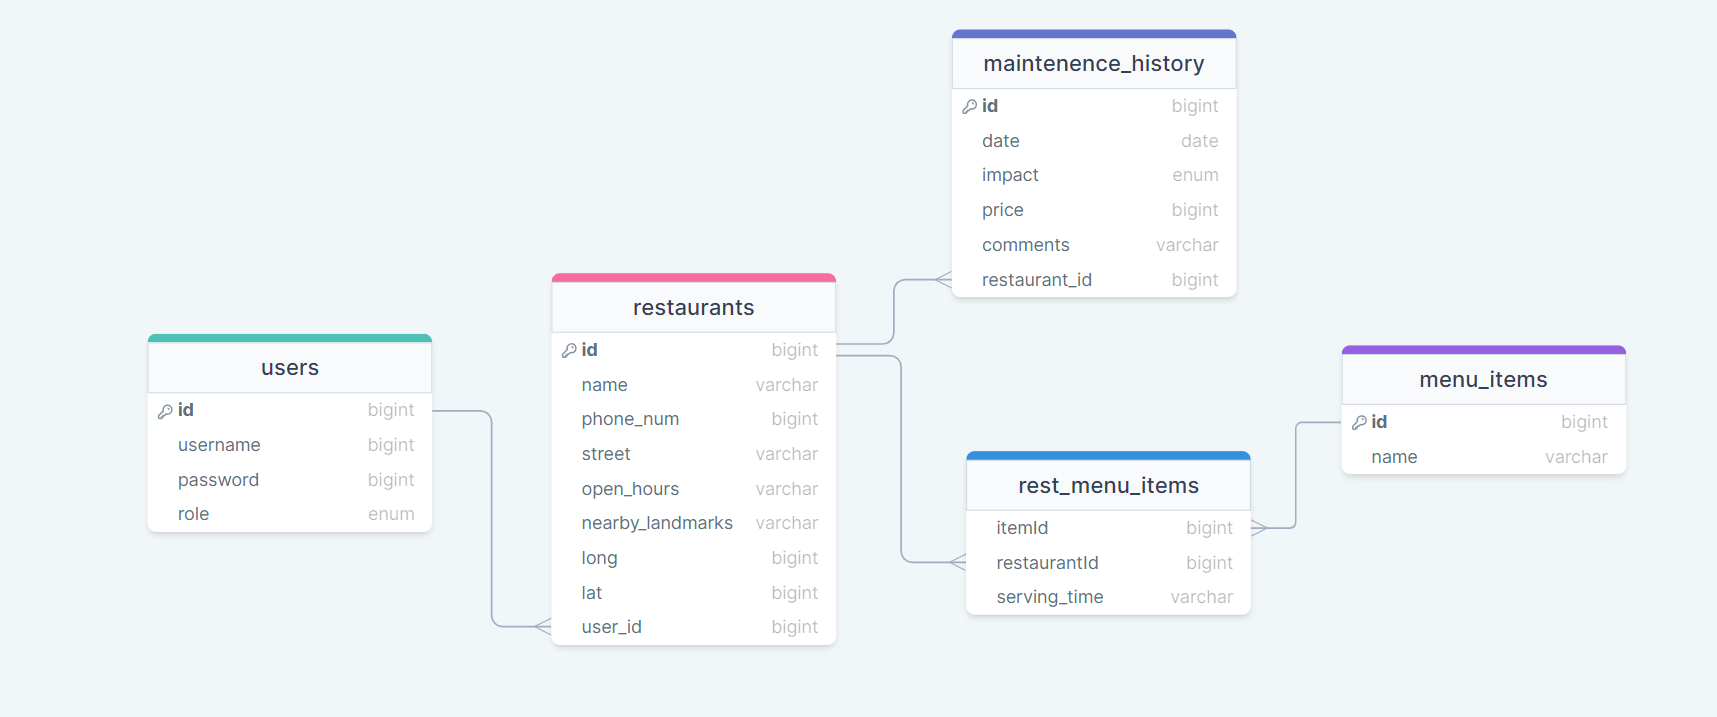 maintenence_history
id bigint
date date
impact enum
price bigint
comments varchar
restaurant_id bigint
restaurants
id bigint
name varchar
phone_num bigint
street varchar
open_hours varchar
nearby_landmarks varchar
long bigint
lat bigint
user_id bigint
users
id bigint
username bigint
password bigint
role enum
menu_items
id bigint
name varchar
rest_menu_items
itemId bigint
restaurantId bigint
serving_time varchar